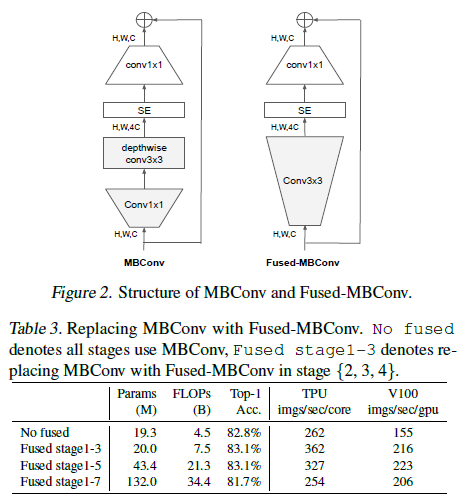 H,W,C
H,W,C
conv1x1
conv1x1
SE
SE
H,W,4C
H,W,4C
depthwise
conv3x3
Conv3x3
Conv1x1
H,W,C
H,W,C
MBConv
Fused-MBConv
Figure 2. Structure of MBConv and Fused-MBConv.
Table 3. Replacing MBConv with Fused-MBConv. No fused
denotes all stages use MBConv, Fused stage1-3 denotes re-
placing MBConv with Fused-MBConv in stage {2, 3, 4}.
Params FLOPs Top-1 TPU V100
(M) (B) Acc. imgs/sec/core imgs/sec/gpu
No fused 19.3 4.5 82.8% 262 155
Fused stage1-3 20.0 7.5 83.1% 362 216
Fused stage1-5 43.4 21.3 83.1% 327 223
Fused stage1-7 132.0 34.4 81.7% 254 206